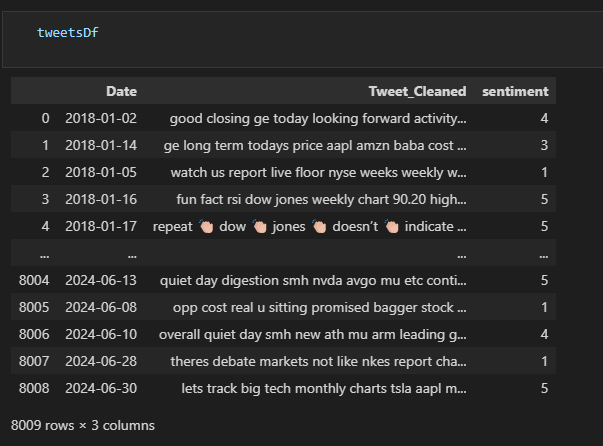 tweetsDf
Date Tweet_Cleaned sentiment
0 2018-01-02 good closing ge today looking forward activity... 4
1 2018-01-14 ge long term todays price aapl amzn baba cost ... 3
2 2018-01-05 watch us report live floor nyse weeks weekly w... 1
3 2018-01-16 fun fact rsi dow jones weekly chart 90.20 high... 5
4 2018-01-17 repeat 👏🏻 dow 👏🏻 jones 👏🏻 doesn’t 👏🏻 indicate ... 5
... ... ... ...
8004 2024-06-13 quiet day digestion smh nvda avgo mu etc conti... 5
8005 2024-06-08 opp cost real u sitting promised bagger stock ... 1
8006 2024-06-10 overall quiet day smh new ath mu arm leading g... 4
8007 2024-06-28 theres debate markets not like nkes report cha... 1
8008 2024-06-30 lets track big tech monthly charts tsla aapl m... 5
8009 rows × 3 columns